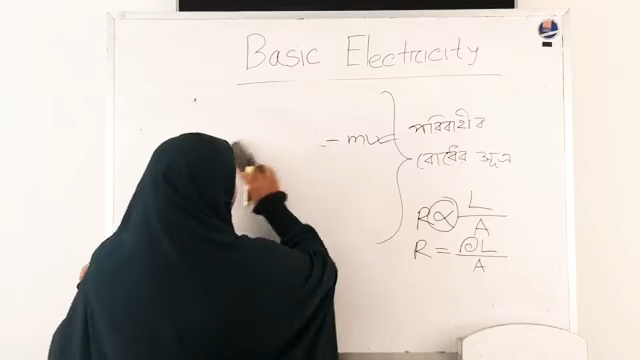 Basic Electricity
পরিবাহীর
রোধের সূত্র
R ∝ L/A
R = ρL/A